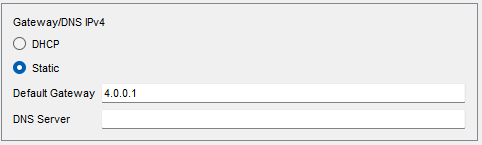 Gateway/DNS IPv4
DHCP
Static
Default Gateway 4.0.0.1
DNS Server